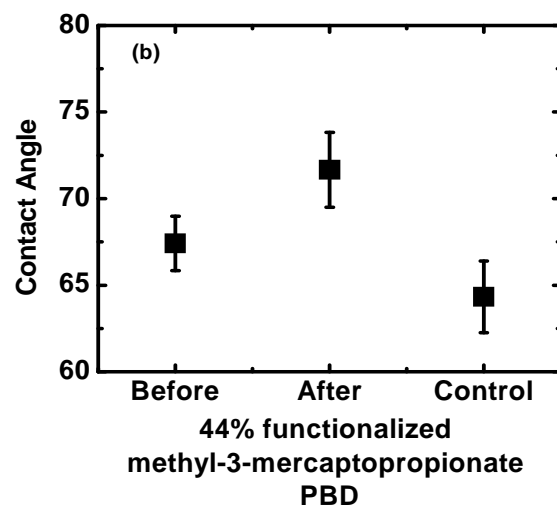 80
(b)
75
70
65
60
Contact Angle
Before After Control
44% functionalized
methyl-3-mercaptopropionate
PBD